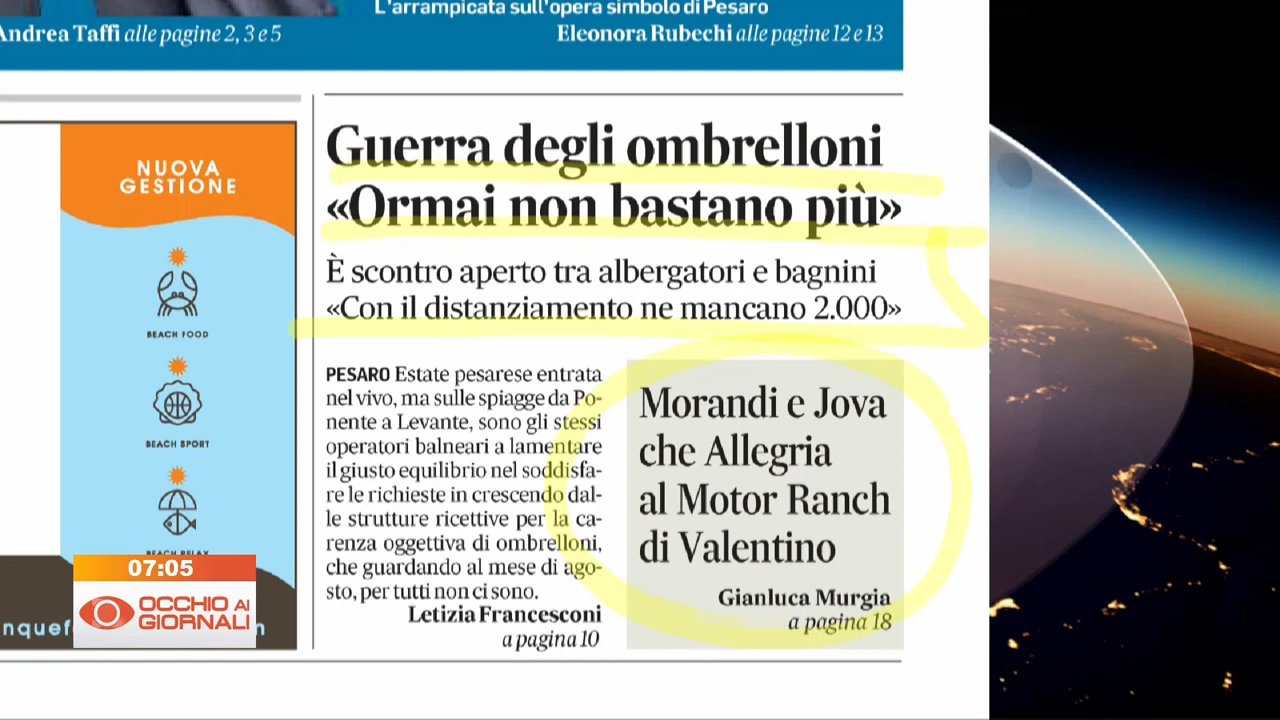 L'arrampicata sull'opera simbolo di Pesaro
Andrea Taffi alle pagine 2, 3 e 5
Eleonora Rubechi alle pagine 12 e 13
NUOVA
GESTIONE
BEACH FOOD
BEACH SPORT
BEACH RELAX
Guerra degli ombrelloni
«Ormai non bastano più»
È scontro aperto tra albergatori e bagnini
«Con il distanziamento ne mancano 2.000»
PESARO Estate pesarese entrata
nel vivo, ma sulle spiagge da Po-
nente a Levante, sono gli stessi
operatori balneari a lamentare
il giusto equilibrio nel soddisfa-
re le richieste in crescendo dal-
le strutture ricettive per la ca-
renza oggettiva di ombrelloni,
che guardando al mese di ago-
sto, per tutti non ci sono.
Letizia Francesconi
a pagina 10
Morandi e Jova
che Allegria
al Motor Ranch
di Valentino
Gianluca Murgia
a pagina 18
07:05
OCCHIO AI
GIORNALI